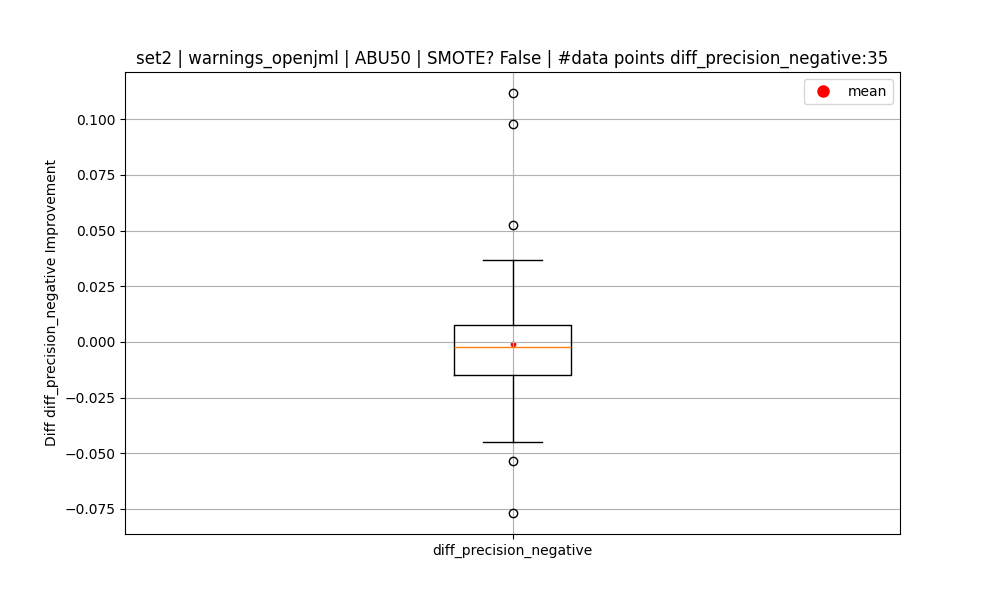 set2 | warnings_openjml | ABU50 | SMOTE? False | #data points diff_precision_negative:35
mean
Diff diff_precision_negative Improvement
0.100
0.075
0.050
0.025
0.000
−0.025
−0.050
−0.075
diff_precision_negative